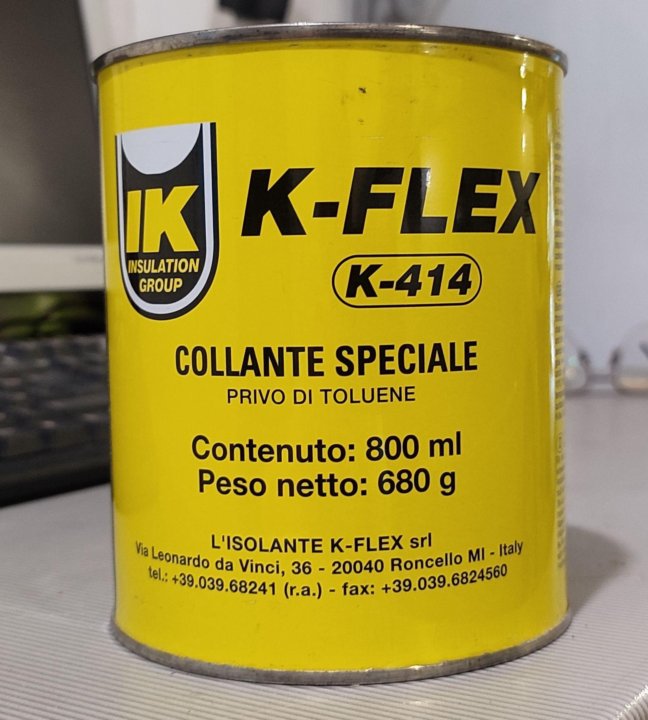 IK
INSULATION
GROUP
K-FLEX
K-414
COLLANTE SPECIALE
PRIVO DI TOLUENE
Contenuto: 800 ml
Peso netto: 680 g
L'ISOLANTE K-FLEX srl
Via Leonardo da Vinci, 36 - 20040 Roncello MI - Italy
tel.: +39.039.68241 (r.a.) - fax: +39.039.6824560